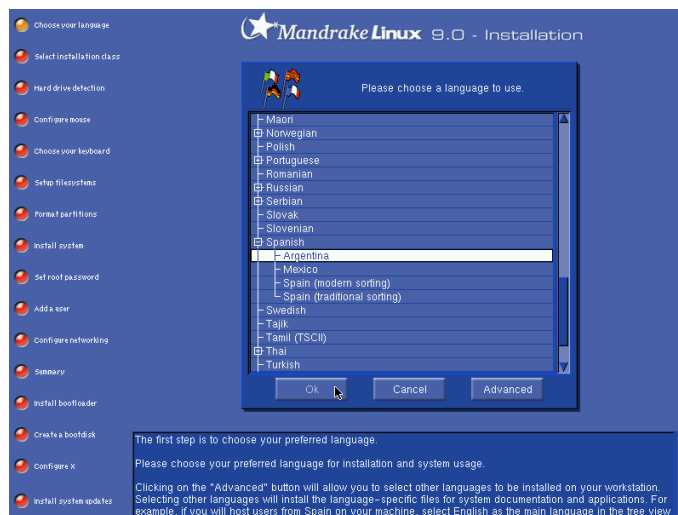 Choose your language
Select installation class
Hard drive detection
Configure mouse
Choose your keyboard
Setup filesystems
Format partitions
Install system
Set root password
Add a user
Configure networking
Summary
Install bootloader
Create a bootdisk
Configure X
Install system updates
Mandrake Linux 9.0 - Installation
Please choose a language to use.
Maori
Norwegian
Polish
Portuguese
Romanian
Russian
Serbian
Slovak
Slovenian
Spanish
Argentina
Mexico
Spain (modern sorting)
Spain (traditional sorting)
Swedish
Tajik
Tamil (TSCII)
Thai
Turkish
Ok Cancel Advanced
The first step is to choose your preferred language.
Please choose your preferred language for installation and system usage.
Clicking on the "Advanced" button will allow you to select other languages to be installed on your workstation.
Selecting other languages will install the language-specific files for system documentation and applications. For
example, if you will host users from Spain on your machine, select English as the main language in the tree view